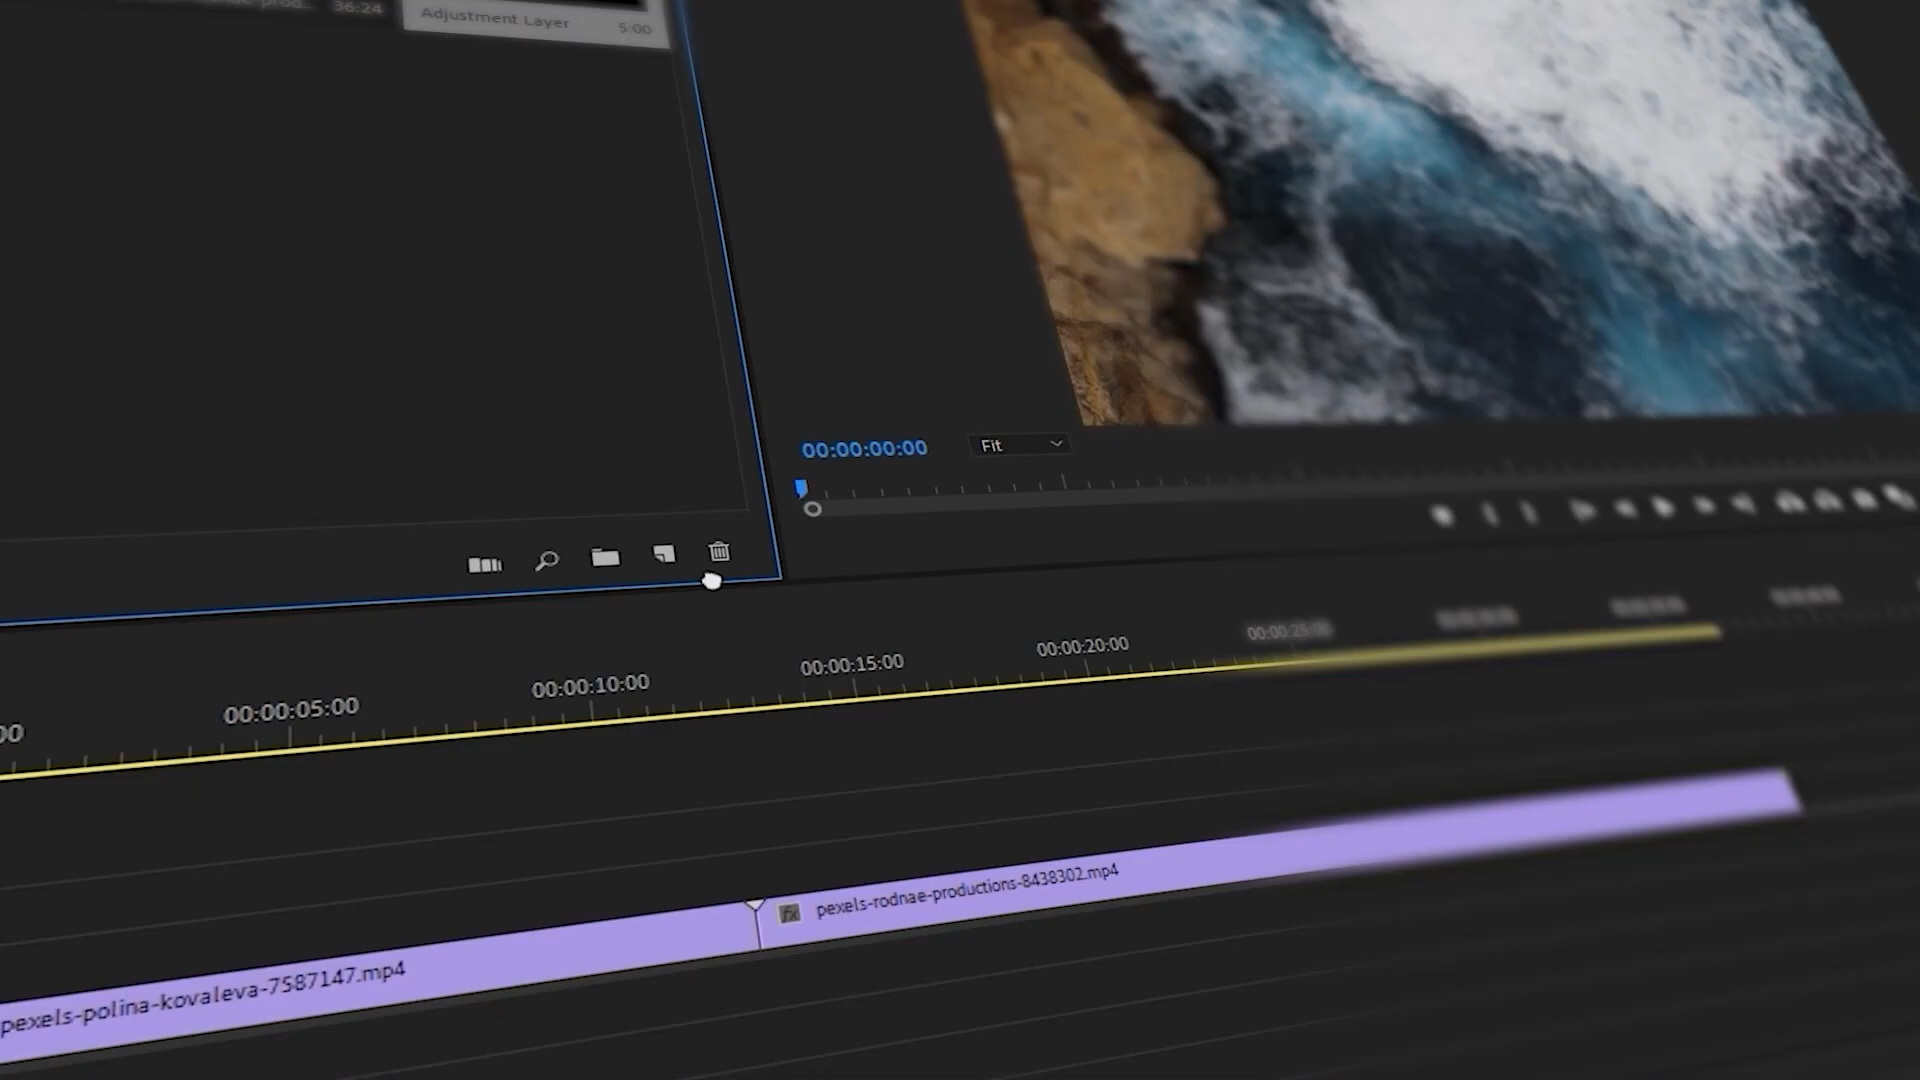 36:24
Adjustment Layer
5:00
00:00:00:00
Fit
00:00:05:00
00:00:10:00
00:00:15:00
00:00:20:00
00:00:25:00
fx
pexels-rodnae-productions-8438302.mp4
pexels-polina-kovaleva-7587147.mp4